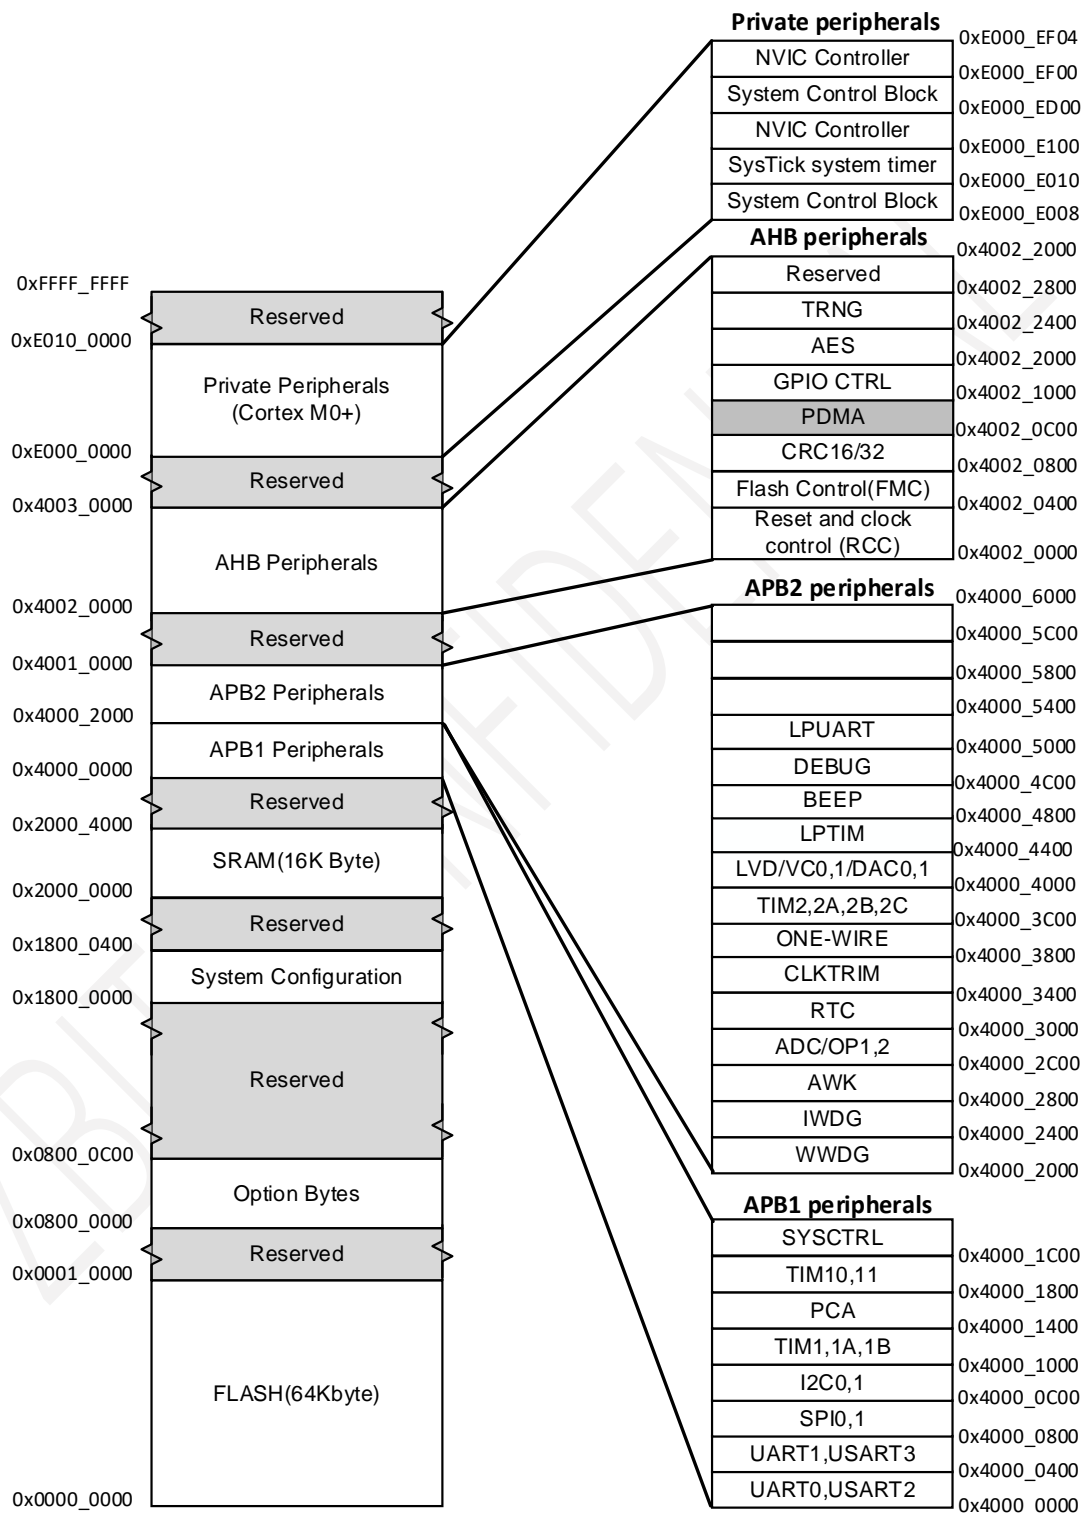 0xFFFF_FFFF
Reserved
0xE010_0000
Private Peripherals
(Cortex M0+)
0xE000_0000
Reserved
0x4003_0000
AHB Peripherals
0x4002_0000
Reserved
0x4001_0000
APB2 Peripherals
0x4000_2000
APB1 Peripherals
0x4000_0000
Reserved
0x2000_4000
SRAM(16K Byte)
0x2000_0000
Reserved
0x1800_0400
System Configuration
0x1800_0000
Reserved
0x0800_0C00
Option Bytes
0x0800_0000
Reserved
0x0001_0000
FLASH(64Kbyte)
0x0000_0000
Private peripherals
0xE000_EF04
NVIC Controller
0xE000_EF00
System Control Block
0xE000_ED00
NVIC Controller
0xE000_E100
SysTick system timer
0xE000_E010
System Control Block
0xE000_E008
AHB peripherals
0x4002_2000
Reserved
0x4002_2800
TRNG
0x4002_2400
AES
0x4002_2000
GPIO CTRL
0x4002_1000
PDMA
0x4002_0C00
CRC16/32
0x4002_0800
Flash Control(FMC)
0x4002_0400
Reset and clock
control (RCC)
0x4002_0000
APB2 peripherals
0x4000_6000
0x4000_5C00
0x4000_5800
0x4000_5400
LPUART
0x4000_5000
DEBUG
0x4000_4C00
BEEP
0x4000_4800
LPTIM
0x4000_4400
LVD/VC0,1/DAC0,1
0x4000_4000
TIM2,2A,2B,2C
0x4000_3C00
ONE-WIRE
0x4000_3800
CLKTRIM
0x4000_3400
RTC
0x4000_3000
ADC/OP1,2
0x4000_2C00
AWK
0x4000_2800
IWDG
0x4000_2400
WWDG
0x4000_2000
APB1 peripherals
SYSCTRL
0x4000_1C00
TIM10,11
0x4000_1800
PCA
0x4000_1400
TIM1,1A,1B
0x4000_1000
I2C0,1
0x4000_0C00
SPI0,1
0x4000_0800
UART1,USART3
0x4000_0400
UART0,USART2
0x4000_0000